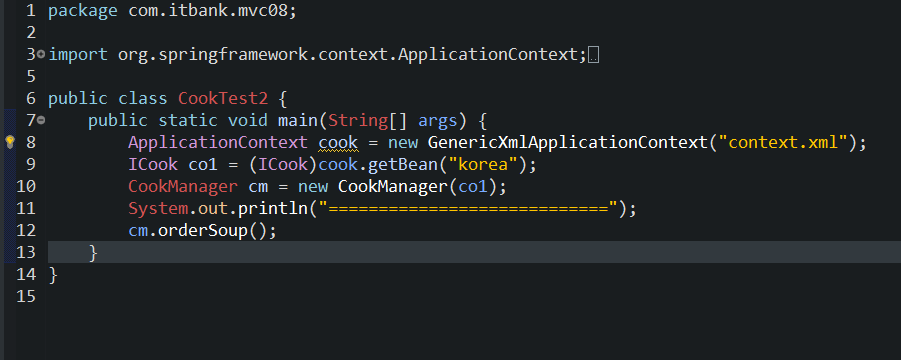 1 package com.itbank.mvc08;
2
3 import org.springframework.context.ApplicationContext;
5
6 public class CookTest2 {
7     public static void main(String[] args) {
8         ApplicationContext cook = new GenericXmlApplicationContext("context.xml");
9         ICook co1 = (ICook)cook.getBean("korea");
10         CookManager cm = new CookManager(co1);
11         System.out.println("============================");
12         cm.orderSoup();
13     }
14 }
15